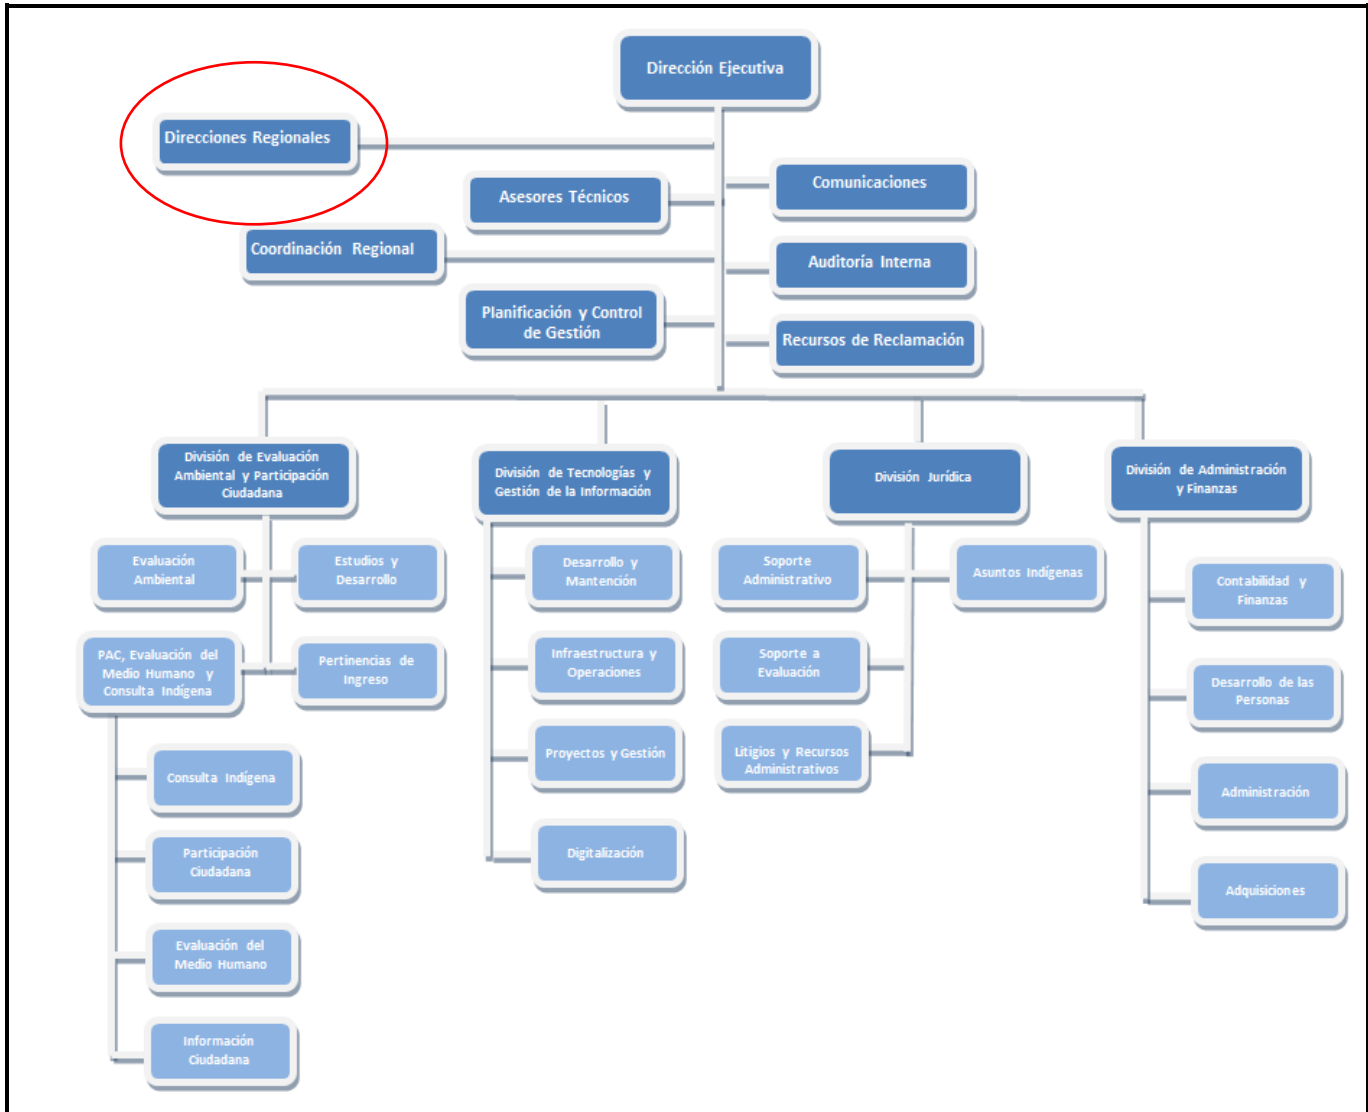 Dirección Ejecutiva
Direcciones Regionales
Asesores Técnicos
Comunicaciones
Coordinación Regional
Auditoría Interna
Planificación y Control
de Gestión
Recursos de Reclamación
División de Evaluación
Ambiental y Participación
Ciudadana
División de Tecnologías y
Gestión de la Información
División Jurídica
División de Administración
y Finanzas
Evaluación
Ambiental
Estudios y
Desarrollo
PAC, Evaluación del
Medio Humano y
Consulta Indígena
Pertinencias de
Ingreso
Consulta Indígena
Participación
Ciudadana
Evaluación del
Medio Humano
Información
Ciudadana
Desarrollo y
Mantención
Infraestructura y
Operaciones
Proyectos y Gestión
Digitalización
Soporte
Administrativo
Asuntos Indígenas
Soporte a
Evaluación
Litigios y Recursos
Administrativos
Contabilidad y
Finanzas
Desarrollo de las
Personas
Administración
Adquisiciones